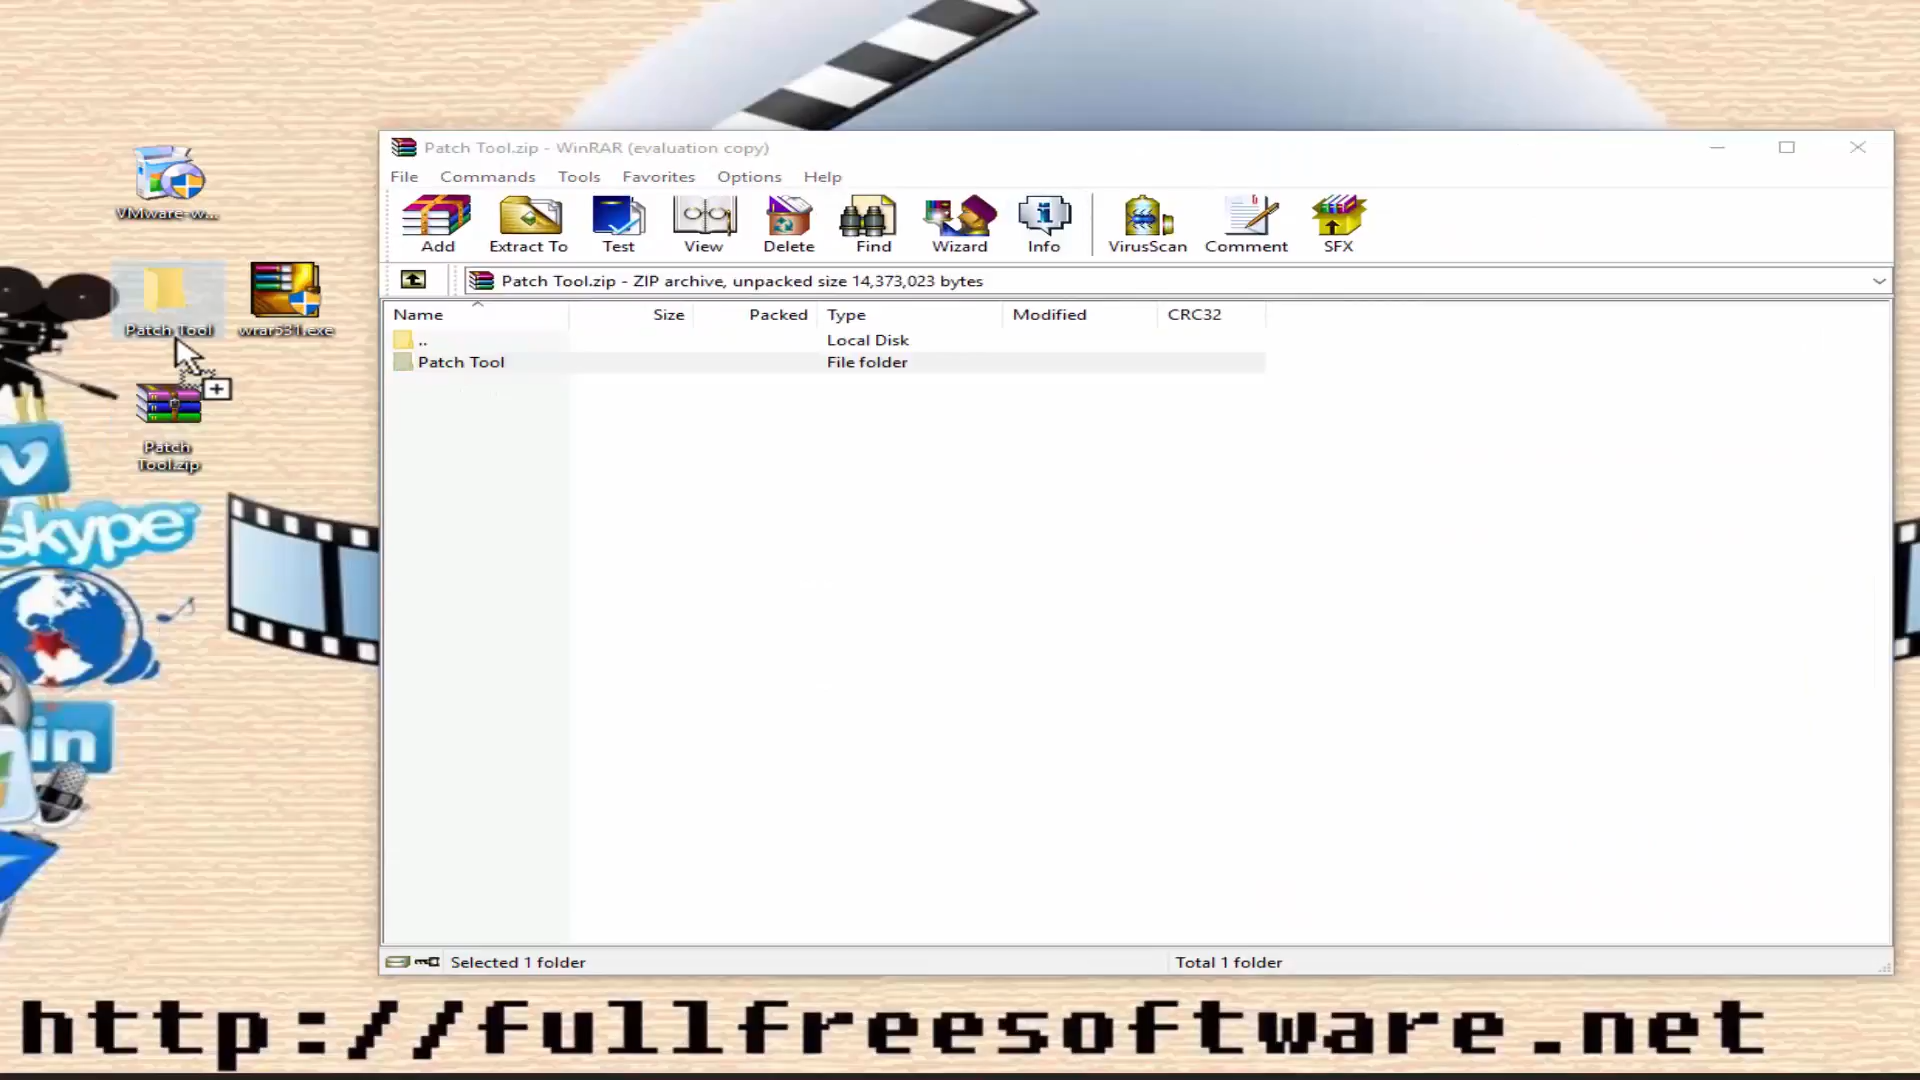 Patch Tool.zip - WinRAR (evaluation copy)
File Commands Tools Favorites Options Help
Add Extract To Test View Delete Find Wizard Info VirusScan Comment SFX
Patch Tool.zip - ZIP archive, unpacked size 14,373,023 bytes
Name Size Packed Type Modified CRC32
.. Local Disk
Patch Tool File folder
Selected 1 folder Total 1 folder
VMware-w...
Patch Tool
wrar531.exe
Patch
Tool.zip
skype
in
http://fullfreesoftware.net